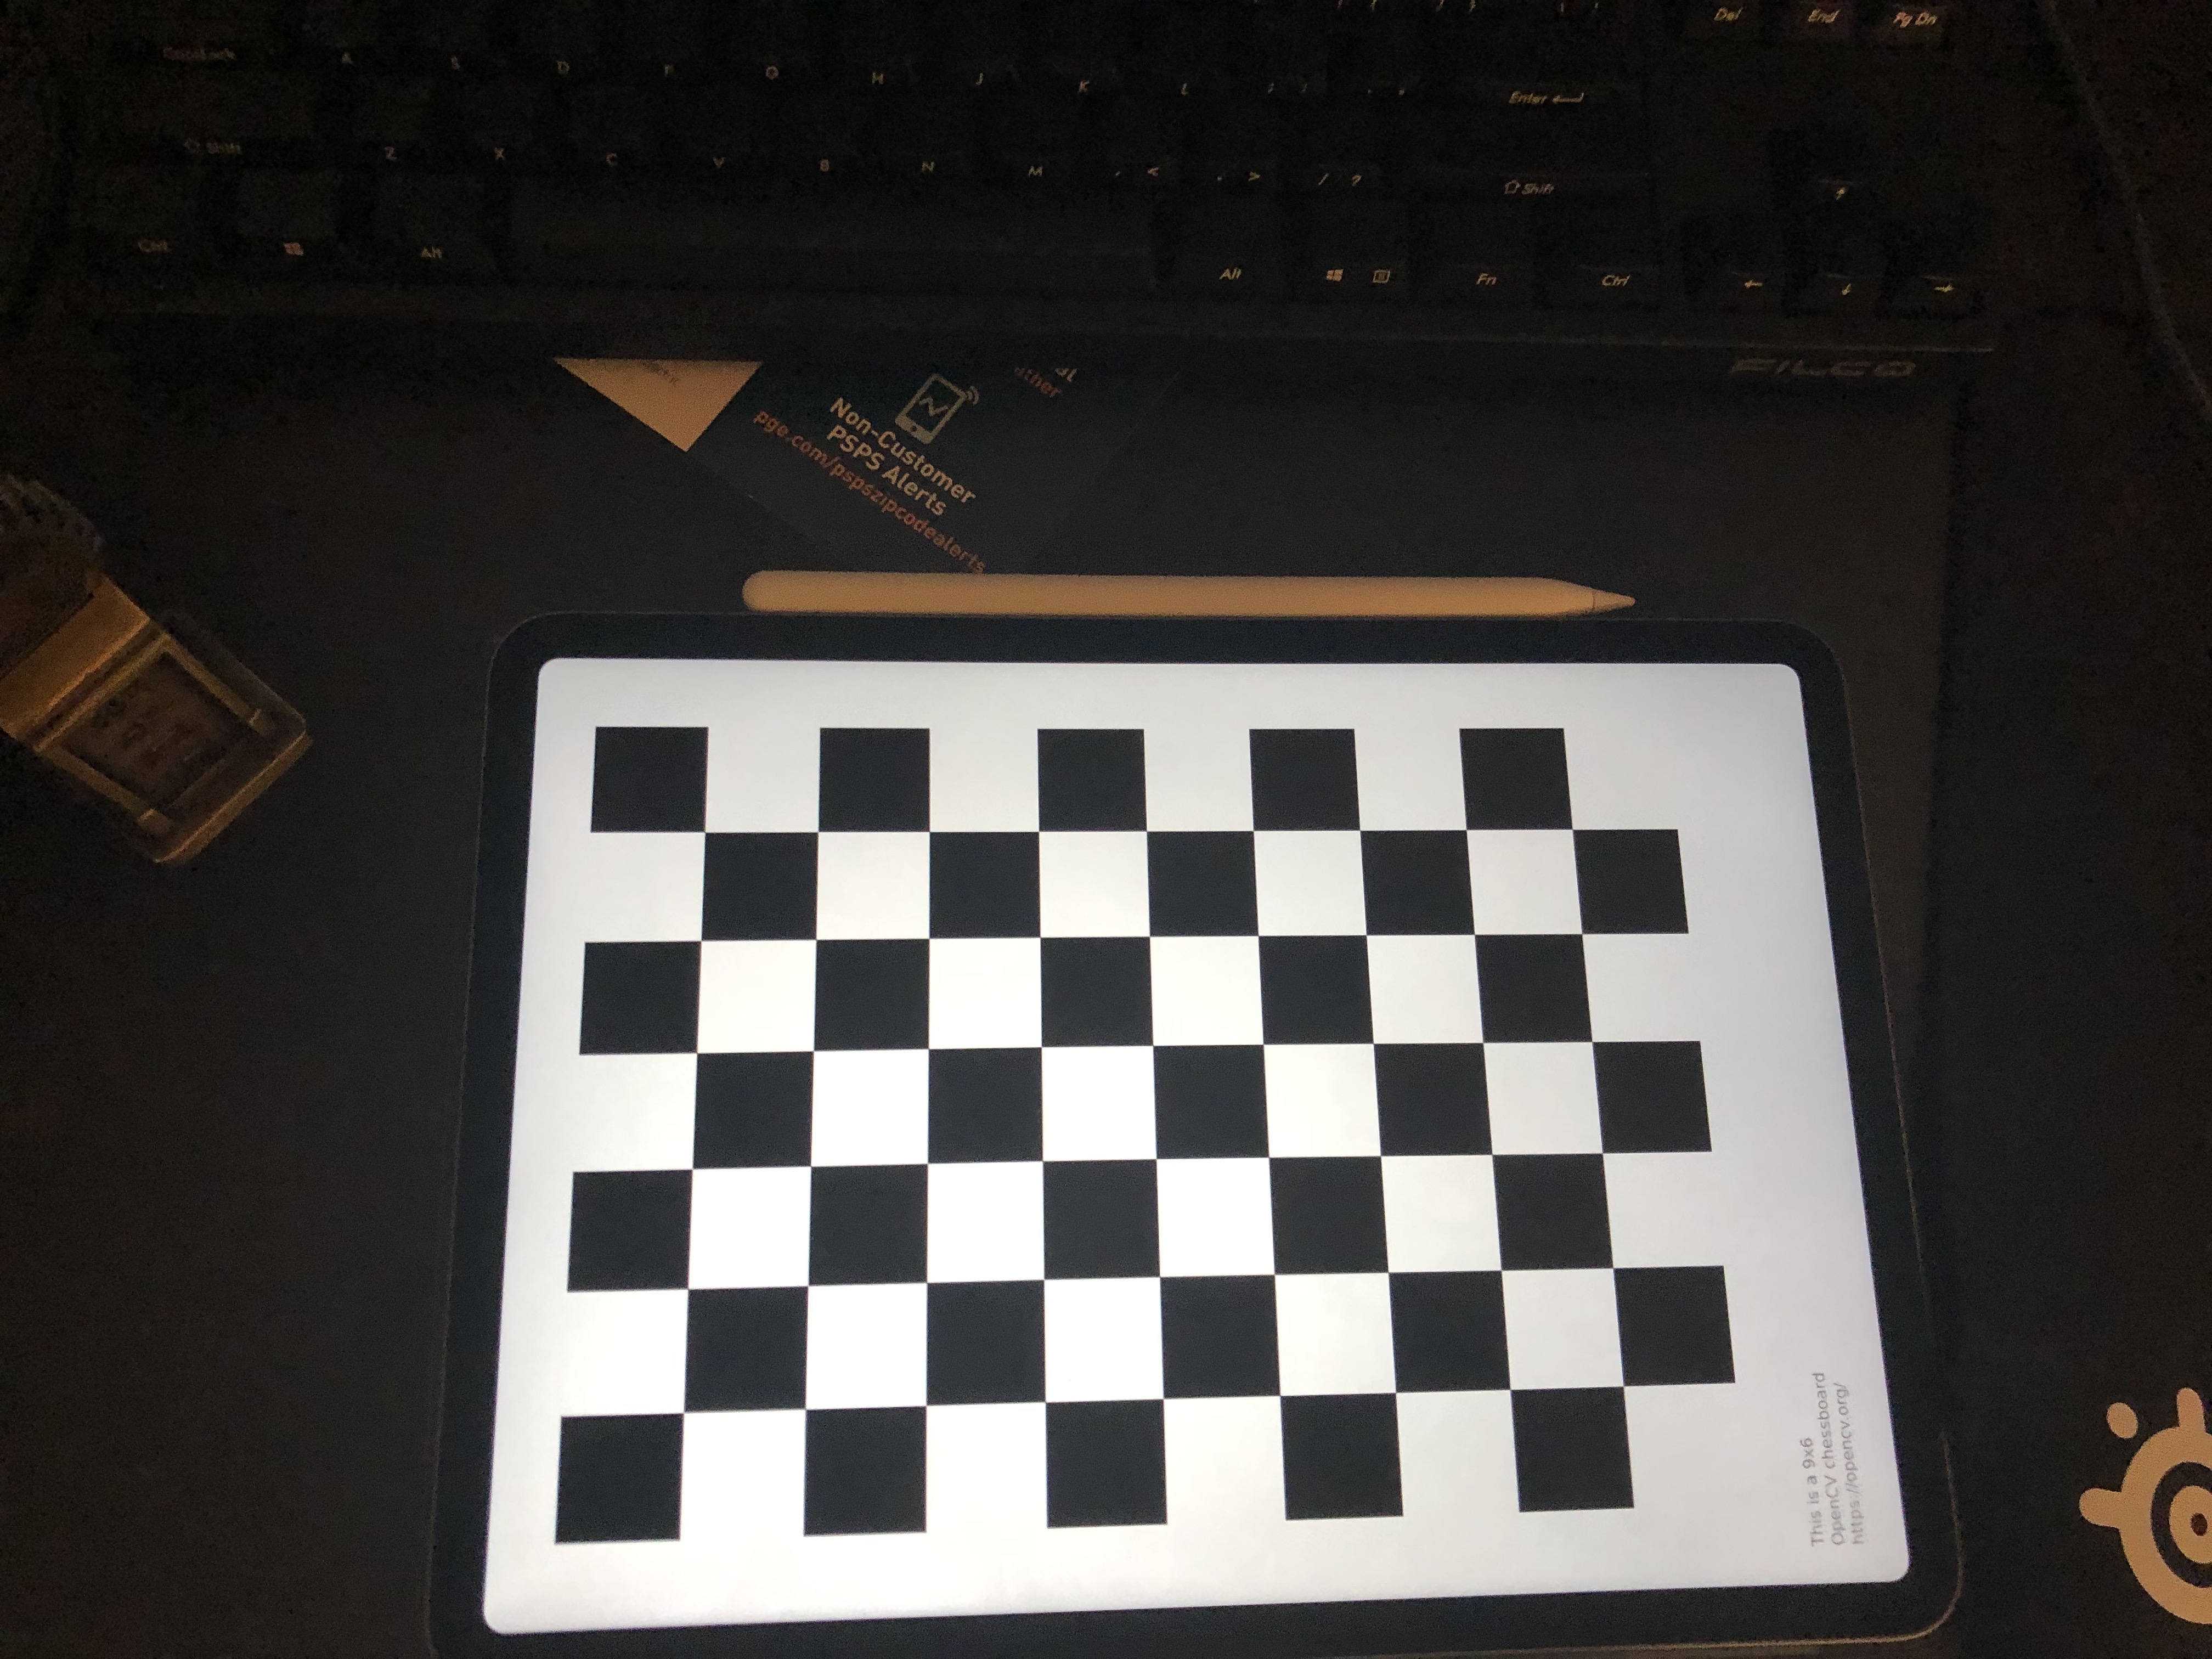 Del End Pg Dn
CapsLock A S D F G H J K L ; : ' " Enter
Shift Z X C V B N M , < . > / ? Shift
Ctrl Alt Alt Fn Ctrl
FILCO
ther
Non-Customer
PSPS Alerts
pge.com/pspszipcodealerts
This is a 9x6
OpenCV chessboard
https://opencv.org/